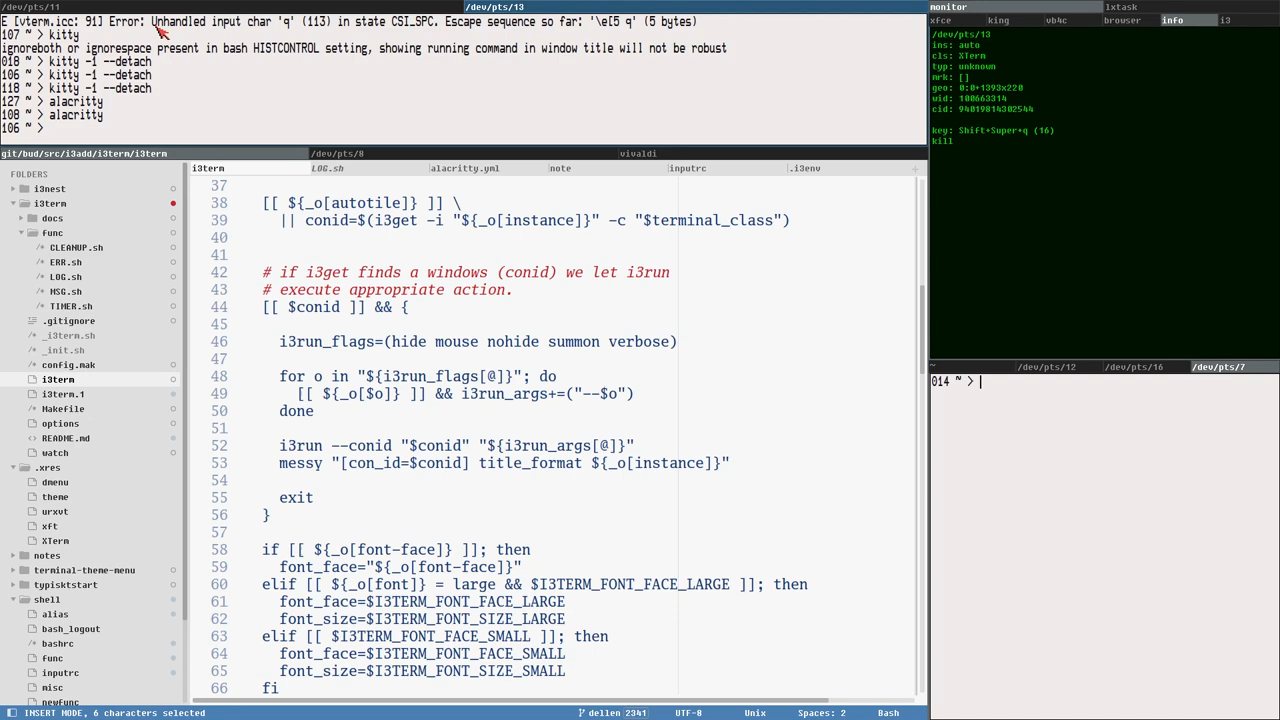 /dev/pts/11
/dev/pts/13
E [vterm.icc: 91] Error: Unhandled input char 'q' (113) in state CSI_SPC. Escape sequence so far: '\e[5 q' (5 bytes)
107 ~ > kitty
ignoreboth or ignorespace present in bash HISTCONTROL setting, showing running command in window title will not be robust
018 ~ > kitty -1 --detach
106 ~ > kitty -1 --detach
118 ~ > kitty -1 --detach
127 ~ > alacritty
108 ~ > alacritty
106 ~ >
git/bud/src/i3add/i3term/i3term
/dev/pts/8
vivaldi
FOLDERS
i3nest
i3term
docs
func
CLEANUP.sh
ERR.sh
LOG.sh
MSG.sh
TIMER.sh
.gitignore
_i3term.sh
_init.sh
config.mak
i3term
i3term.1
Makefile
options
README.md
watch
.xres
dmenu
theme
urxvt
xft
XTerm
notes
terminal-theme-menu
typisktstart
shell
alias
bash_logout
bashrc
func
inputrc
misc
newfunc
i3term
LOG.sh
alacritty.yml
note
inputrc
.i3env
37
38 [[ ${_o[autotile]} ]] \
39 || conid=$(i3get -i "${_o[instance]}" -c "$terminal_class")
40
41
42 # if i3get finds a windows (conid) we let i3run
43 # execute appropriate action.
44 [[ $conid ]] && {
45
46 i3run_flags=(hide mouse nohide summon verbose)
47
48 for o in "${i3run_flags[@]}"; do
49 [[ ${_o[$o]} ]] && i3run_args+=("--$o")
50 done
51
52 i3run --conid "$conid" "${i3run_args[@]}"
53 messy "[con_id=$conid] title_format ${_o[instance]}"
54
55 exit
56 }
57
58 if [[ ${_o[font-face]} ]]; then
59 font_face="${_o[font-face]}"
60 elif [[ ${_o[font]} = large && $I3TERM_FONT_FACE_LARGE ]]; then
61 font_face=$I3TERM_FONT_FACE_LARGE
62 font_size=$I3TERM_FONT_SIZE_LARGE
63 elif [[ $I3TERM_FONT_FACE_SMALL ]]; then
64 font_face=$I3TERM_FONT_FACE_SMALL
65 font_size=$I3TERM_FONT_SIZE_SMALL
66 fi
INSERT MODE, 6 characters selected
dellen 2341
UTF-8
Unix
Spaces: 2
Bash
monitor
lxtask
xfce
king
vb4c
browser
info
i3
/dev/pts/13
ins: auto
cls: XTerm
typ: unknown
mrk: []
geo: 0:0+1393x220
wid: 100663314
cid: 94019814302544
key: Shift+Super+q (16)
kill
~
/dev/pts/12
/dev/pts/16
/dev/pts/7
014 ~ >